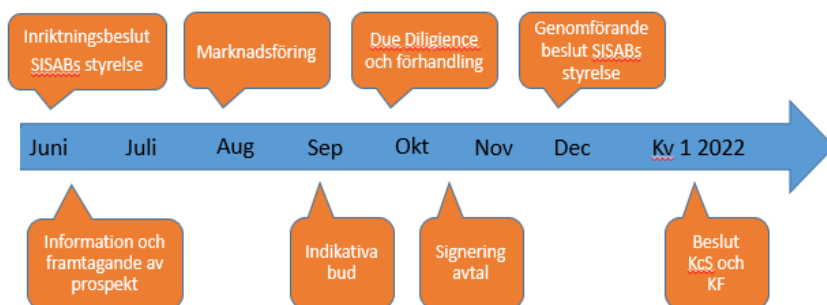 Inriktningsbeslut
SISABs styrelse
Marknadsföring
Due Diligience
och förhandling
Genomförande
beslut SISABs
styrelse
Juni Juli Aug Sep Okt Nov Dec Kv 1 2022
Information och
framtagande av
prospekt
Indikativa
bud
Signering
avtal
Beslut
KcS och
KF